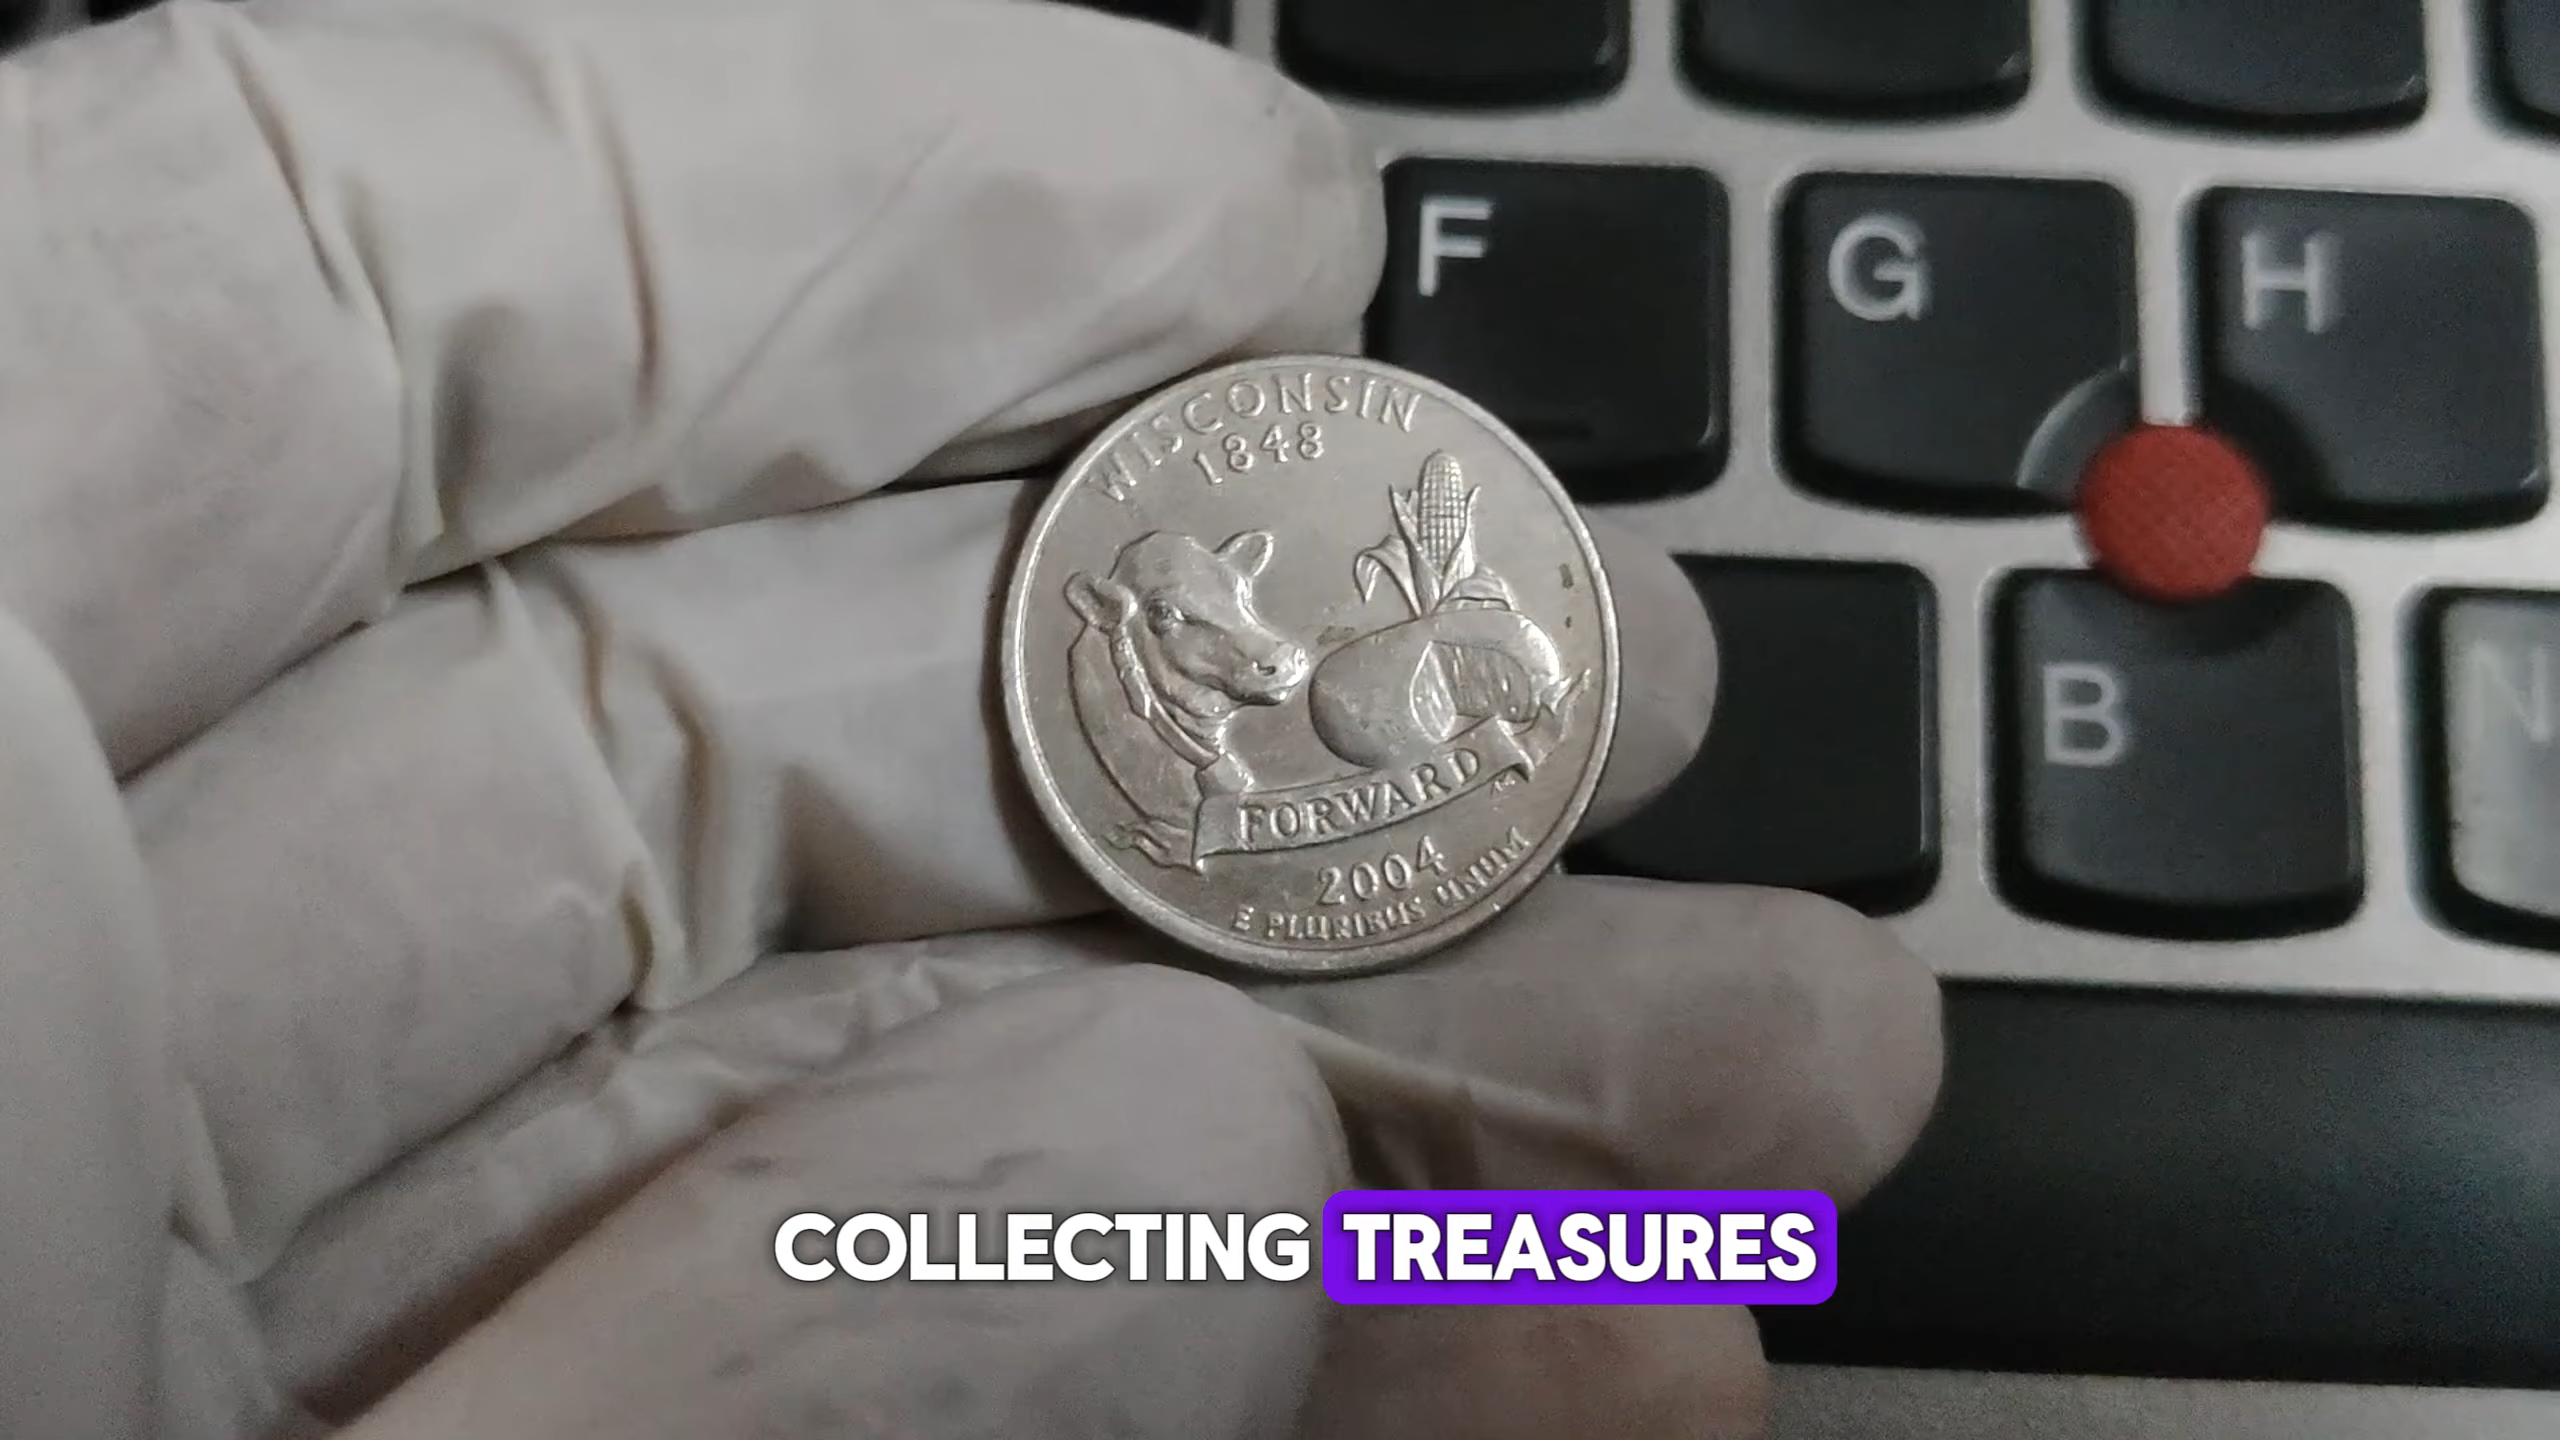 F
G
H
WISCONSIN
1848
B
N
FORWARD
2004
E PLURIBUS UNUM
COLLECTING TREASURES